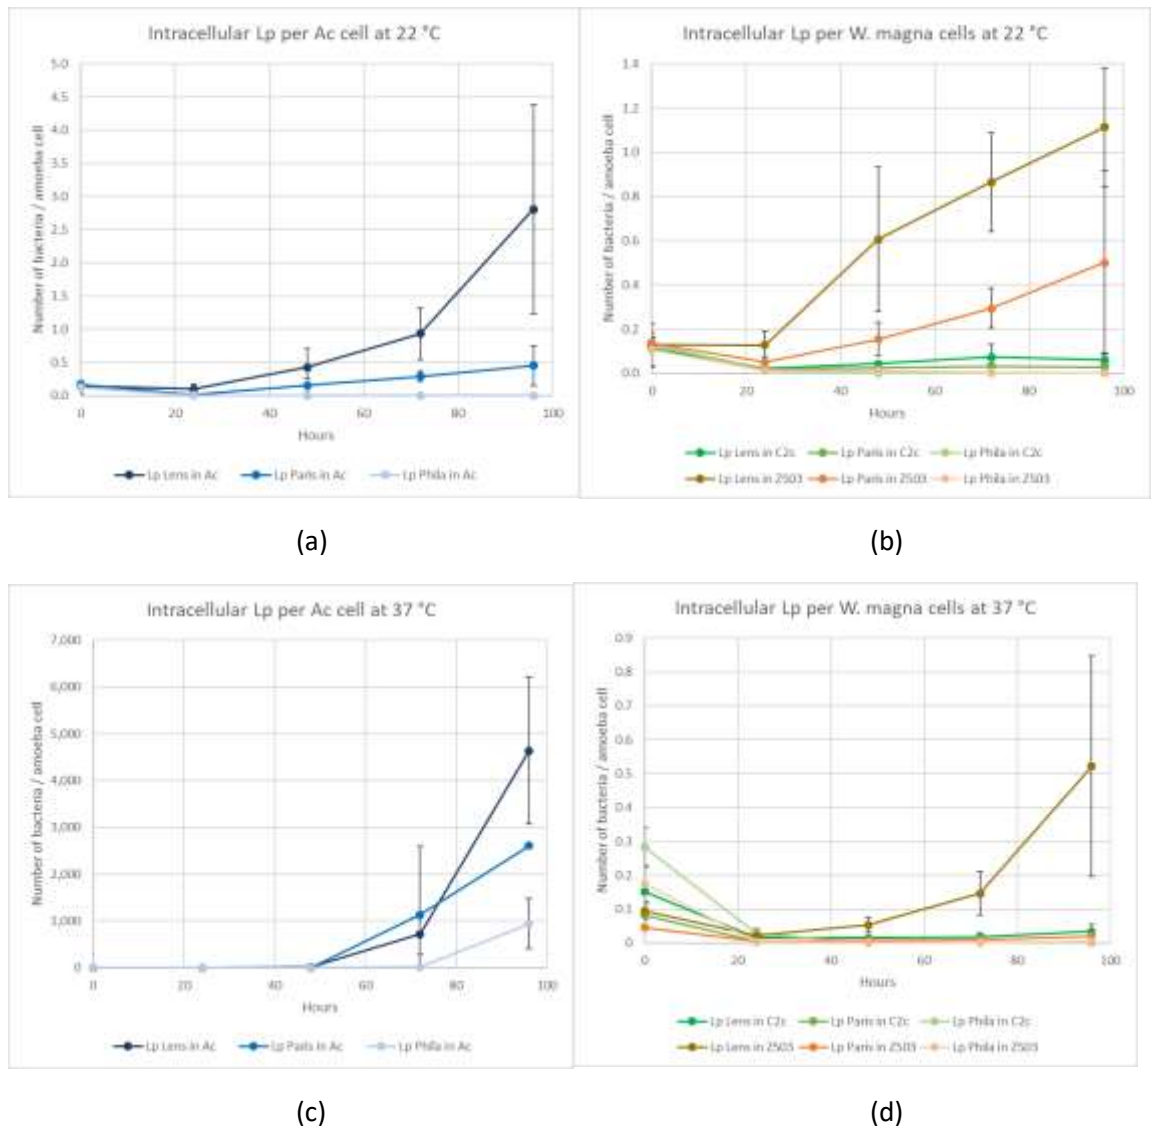 Intracellular Lp per Ac cell at 22 °C
Number of bacteria / amoeba cell
5.0
4.5
4.0
3.5
3.0
2.5
2.0
1.5
1.0
0.5
0.0
0 20 40 60 80 100
Hours
Lp Lens in Ac Lp Paris in Ac Lp Phila in Ac
(a)
Intracellular Lp per W. magna cells at 22 °C
Number of bacteria / amoeba cell
1.4
1.2
1.0
0.8
0.6
0.4
0.2
0.0
0 20 40 60 80 100
Hours
Lp Lens in C2c Lp Paris in C2c Lp Phila in C2c
Lp Lens in Z503 Lp Paris in Z503 Lp Phila in Z503
(b)
Intracellular Lp per Ac cell at 37 °C
Number of bacteria / amoeba cell
7,000
6,000
5,000
4,000
3,000
2,000
1,000
0
0 20 40 60 80 100
Hours
Lp Lens in Ac Lp Paris in Ac Lp Phila in Ac
(c)
Intracellular Lp per W. magna cells at 37 °C
Number of bacteria / amoeba cell
0.9
0.8
0.7
0.6
0.5
0.4
0.3
0.2
0.1
0
0 20 40 60 80 100
Hours
Lp Lens in C2c Lp Paris in C2c Lp Phila in C2c
Lp Lens in Z503 Lp Paris in Z503 Lp Phila in Z503
(d)